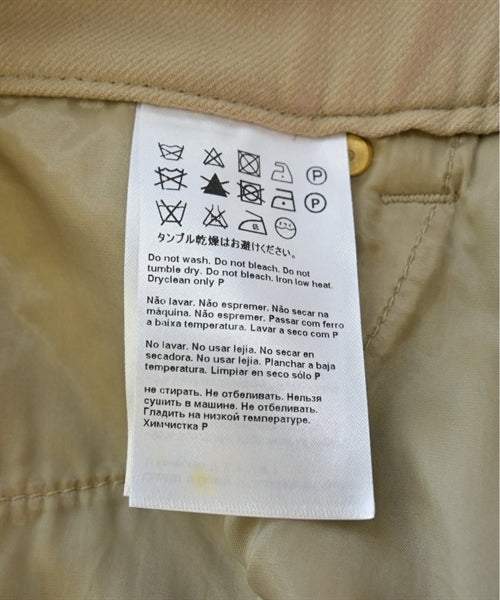 P
P
低
タンブル乾燥はお避けください。
Do not wash. Do not bleach. Do not
tumble dry. Do not bleach. Iron low heat.
Dryclean only P
Não lavar. Não espremer. Não secar na
máquina. Não espremer. Passar com ferro
a baixa temperatura. Lavar a seco com P
No lavar. No usar lejia. No secar en
secadora. No usar lejia. Planchar a baja
temperatura. Limpiar en seco sólo P
не стирать. Не отбеливать. Нельзя
сушить в машине. Не отбеливать.
Гладить на низкой температуре.
Химчистка P